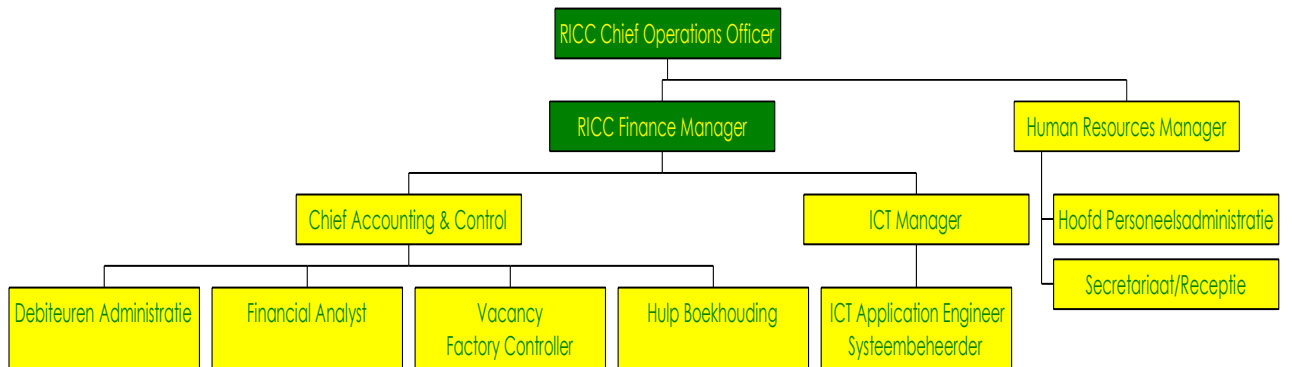 RICC Chief Operations Officer
RICC Finance Manager
Human Resources Manager
Chief Accounting & Control
ICT Manager
Hoofd Personeelsadministratie
Secretariaat/Receptie
Debiteuren Administratie
Financial Analyst
Vacancy
Factory Controller
Hulp Boekhouding
ICT Application Engineer
Systeembeheerder